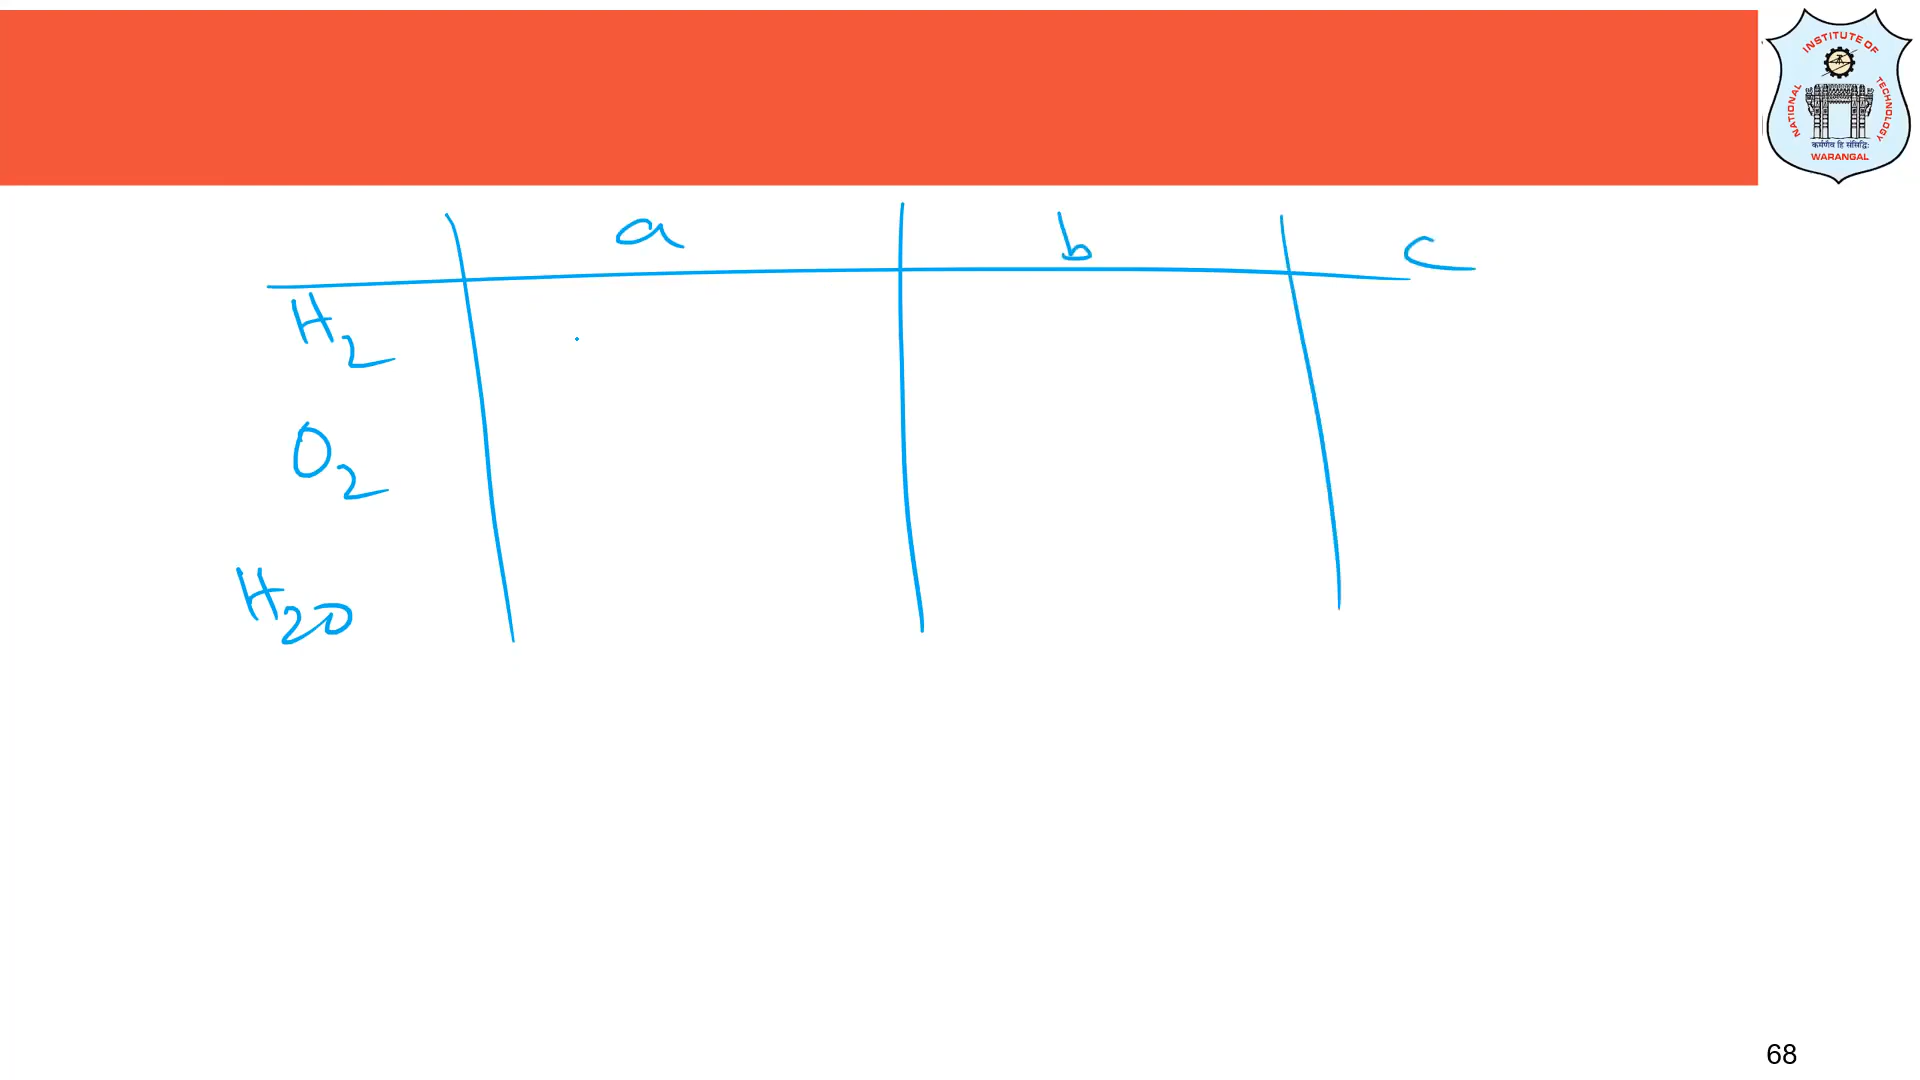 NATIONAL INSTITUTE OF TECHNOLOGY
कर्मण्येव हि संसिद्धिः
WARANGAL
a b c
H2
O2
H2O
68